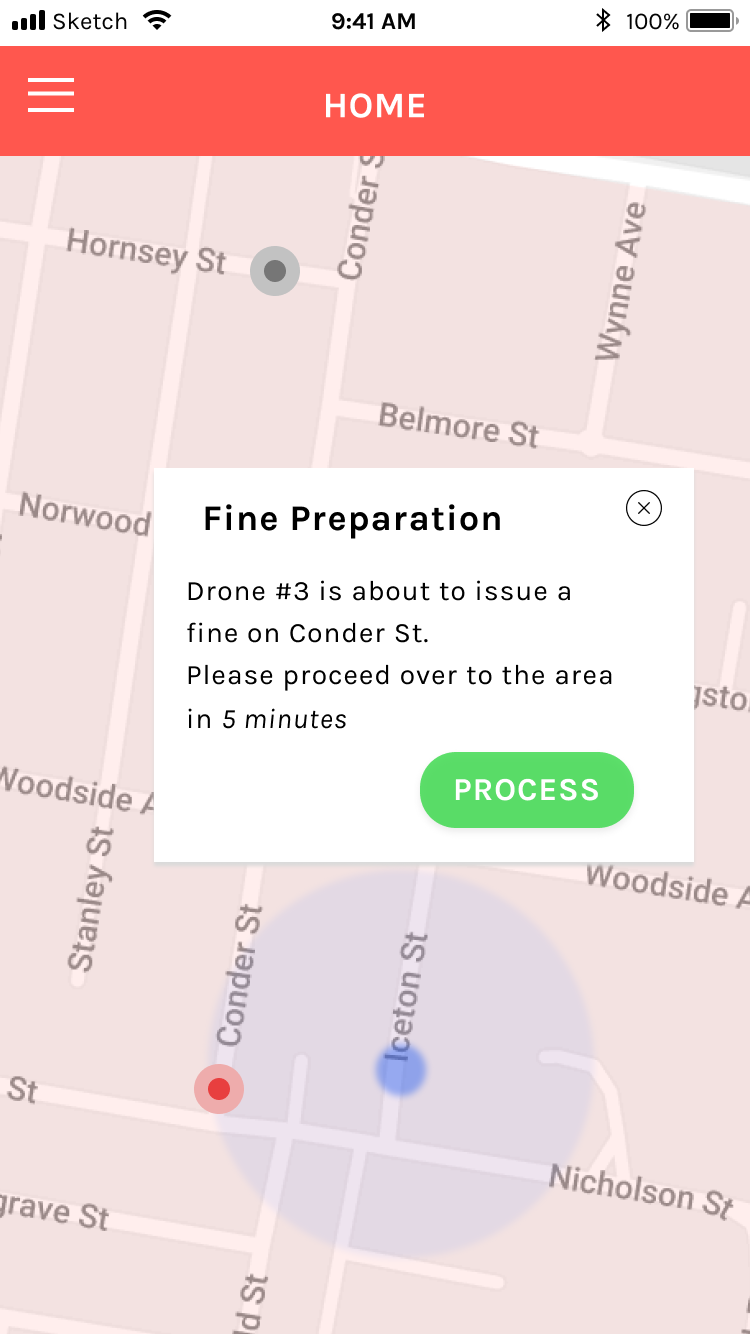 Sketch 9:41 AM 100%
HOME
Conder S
Hornsey St
Wynne Ave
Belmore St
Norwood
Fine Preparation
Drone #3 is about to issue a
fine on Conder St.
Please proceed over to the area
in 5 minutes
gsto
PROCESS
Woodside A
Stanley St
Woodside A
Conder St
Iceton St
St
Nicholson St
grave St
ld St